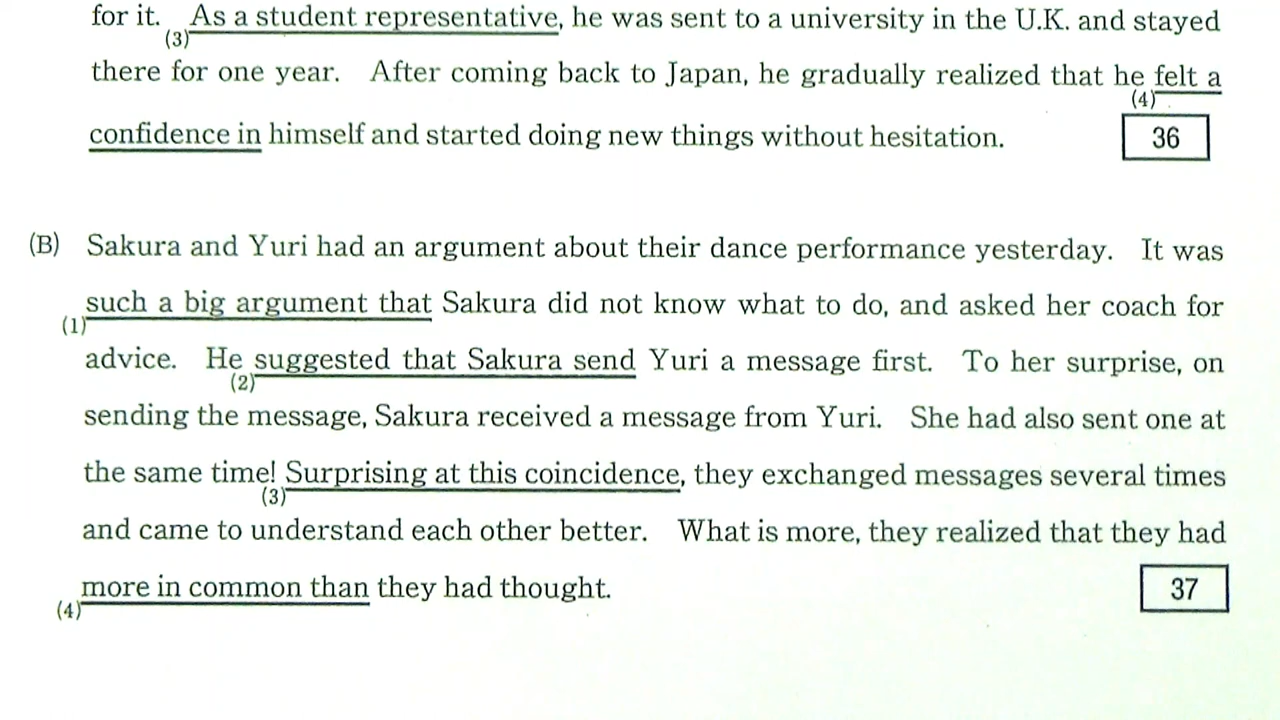 for it. (3)As a student representative, he was sent to a university in the U.K. and stayed
there for one year. After coming back to Japan, he gradually realized that he (4)felt a
confidence in himself and started doing new things without hesitation. 36
(B) Sakura and Yuri had an argument about their dance performance yesterday. It was
(1)such a big argument that Sakura did not know what to do, and asked her coach for
advice. He (2)suggested that Sakura send Yuri a message first. To her surprise, on
sending the message, Sakura received a message from Yuri. She had also sent one at
the same time! (3)Surprising at this coincidence, they exchanged messages several times
and came to understand each other better. What is more, they realized that they had
(4)more in common than they had thought. 37